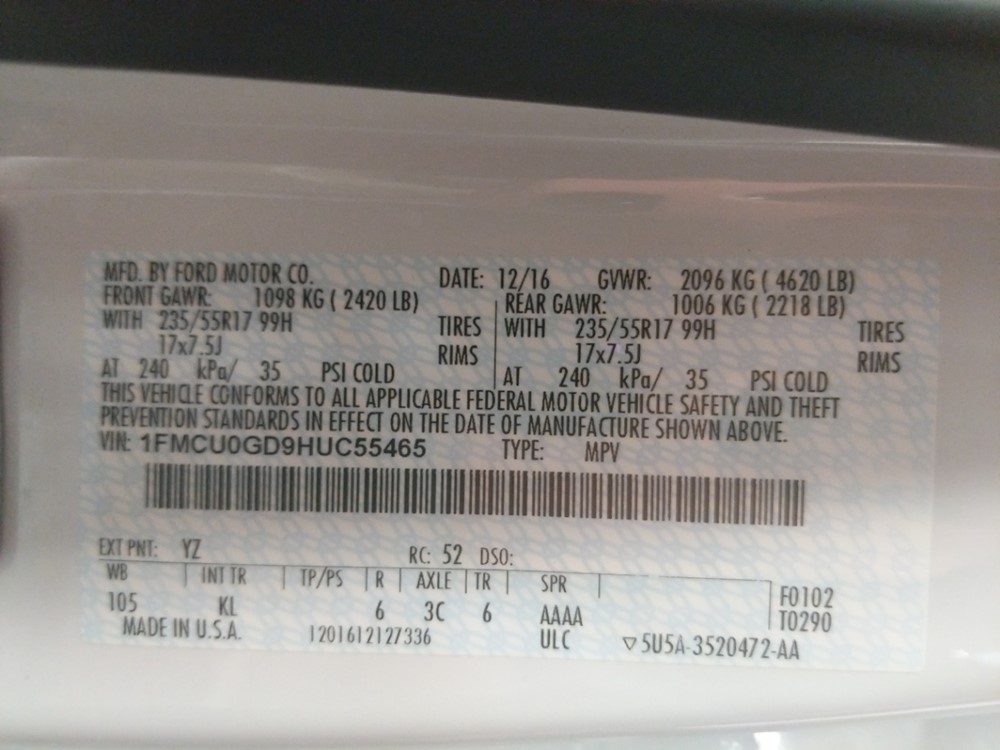 MFD. BY FORD MOTOR CO. DATE: 12/16 GVWR: 2096 KG ( 4620 LB)
FRONT GAWR: 1098 KG ( 2420 LB) REAR GAWR: 1006 KG ( 2218 LB)
WITH 235/55R17 99H TIRES WITH 235/55R17 99H TIRES
17x7.5J RIMS 17x7.5J RIMS
AT 240 kPa/ 35 PSI COLD AT 240 kPa/ 35 PSI COLD
THIS VEHICLE CONFORMS TO ALL APPLICABLE FEDERAL MOTOR VEHICLE SAFETY AND THEFT
PREVENTION STANDARDS IN EFFECT ON THE DATE OF MANUFACTURE SHOWN ABOVE.
VIN: 1FMCU0GD9HUC55465 TYPE: MPV
EXT PNT: YZ RC: 52 DSO:
WB INT TR TP/PS R AXLE TR SPR
105 KL 6 3C 6 AAAA F0102
T0290
MADE IN U.S.A. 1201612127336 ULC ▽5U5A-3520472-AA